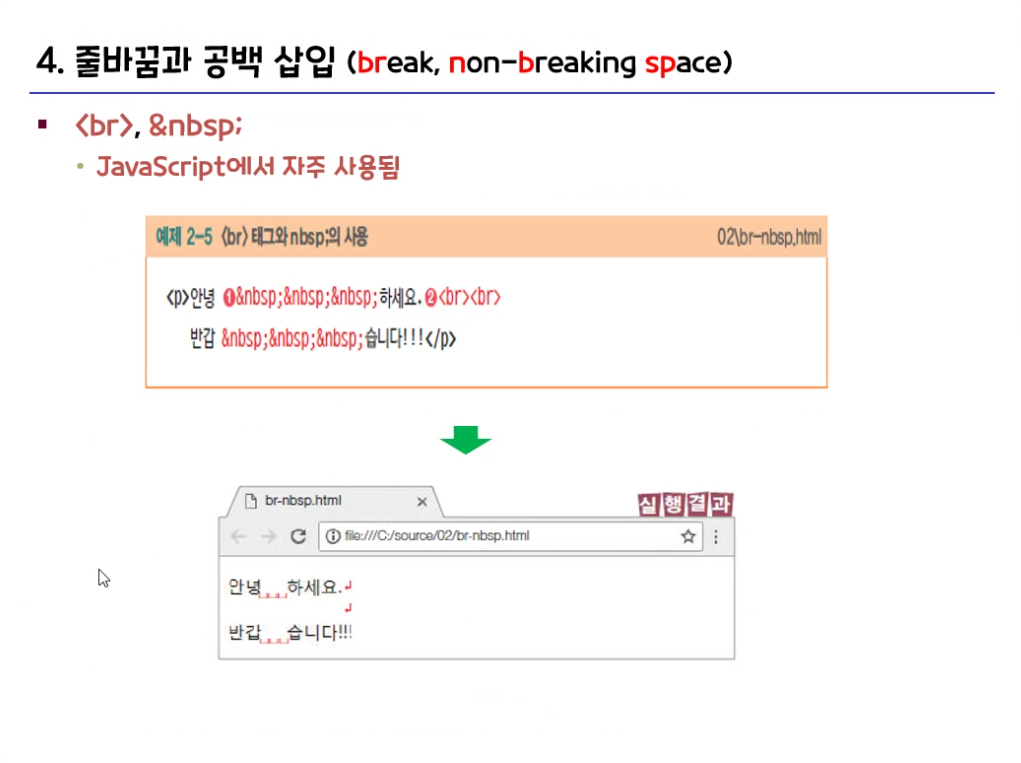 4. 줄바꿈과 공백 삽입 (break, non-breaking space)
<br>, &nbsp;
JavaScript에서 자주 사용됨
예제 2-5 <br> 태그와 nbsp;의 사용 02\br-nbsp.html
<p>안녕 ❶&nbsp;&nbsp;&nbsp;하세요.❷<br><br>
반갑 &nbsp;&nbsp;&nbsp;습니다!!!</p>
실행결과
br-nbsp.html
file:///C:/source/02/br-nbsp.html
안녕 하세요.↲
↲
반갑 습니다!!!